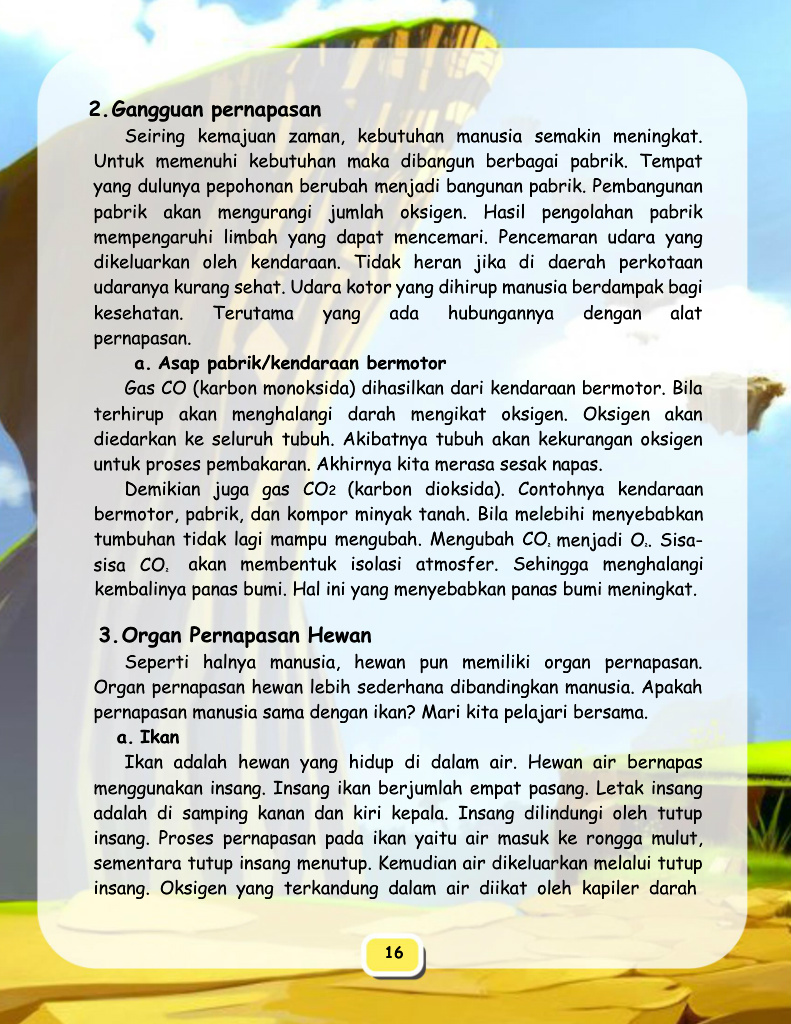 2.Gangguan pernapasan
Seiring kemajuan zaman, kebutuhan manusia semakin meningkat.
Untuk memenuhi kebutuhan maka dibangun berbagai pabrik. Tempat
yang dulunya pepohonan berubah menjadi bangunan pabrik. Pembangunan
pabrik akan mengurangi jumlah oksigen. Hasil pengolahan pabrik
mempengaruhi limbah yang dapat mencemari. Pencemaran udara yang
dikeluarkan oleh kendaraan. Tidak heran jika di daerah perkotaan
udaranya kurang sehat. Udara kotor yang dihirup manusia berdampak bagi
kesehatan. Terutama yang ada hubungannya dengan alat
pernapasan.
a. Asap pabrik/kendaraan bermotor
Gas CO (karbon monoksida) dihasilkan dari kendaraan bermotor. Bila
terhirup akan menghalangi darah mengikat oksigen. Oksigen akan
diedarkan ke seluruh tubuh. Akibatnya tubuh akan kekurangan oksigen
untuk proses pembakaran. Akhirnya kita merasa sesak napas.
Demikian juga gas CO2 (karbon dioksida). Contohnya kendaraan
bermotor, pabrik, dan kompor minyak tanah. Bila melebihi menyebabkan
tumbuhan tidak lagi mampu mengubah. Mengubah CO₂ menjadi O₂. Sisa-
sisa CO₂ akan membentuk isolasi atmosfer. Sehingga menghalangi
kembalinya panas bumi. Hal ini yang menyebabkan panas bumi meningkat.
3.Organ Pernapasan Hewan
Seperti halnya manusia, hewan pun memiliki organ pernapasan.
Organ pernapasan hewan lebih sederhana dibandingkan manusia. Apakah
pernapasan manusia sama dengan ikan? Mari kita pelajari bersama.
a. Ikan
Ikan adalah hewan yang hidup di dalam air. Hewan air bernapas
menggunakan insang. Insang ikan berjumlah empat pasang. Letak insang
adalah di samping kanan dan kiri kepala. Insang dilindungi oleh tutup
insang. Proses pernapasan pada ikan yaitu air masuk ke rongga mulut,
sementara tutup insang menutup. Kemudian air dikeluarkan melalui tutup
insang. Oksigen yang terkandung dalam air diikat oleh kapiler darah
16